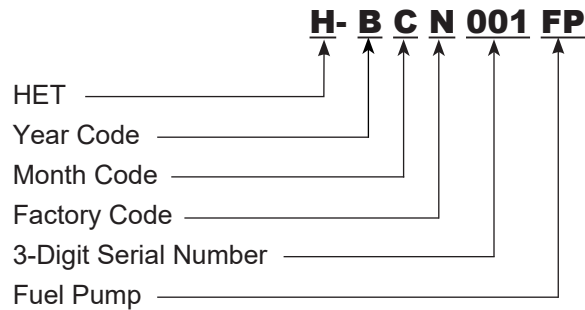 H- B C N 001 FP
HET
Year Code
Month Code
Factory Code
3-Digit Serial Number
Fuel Pump